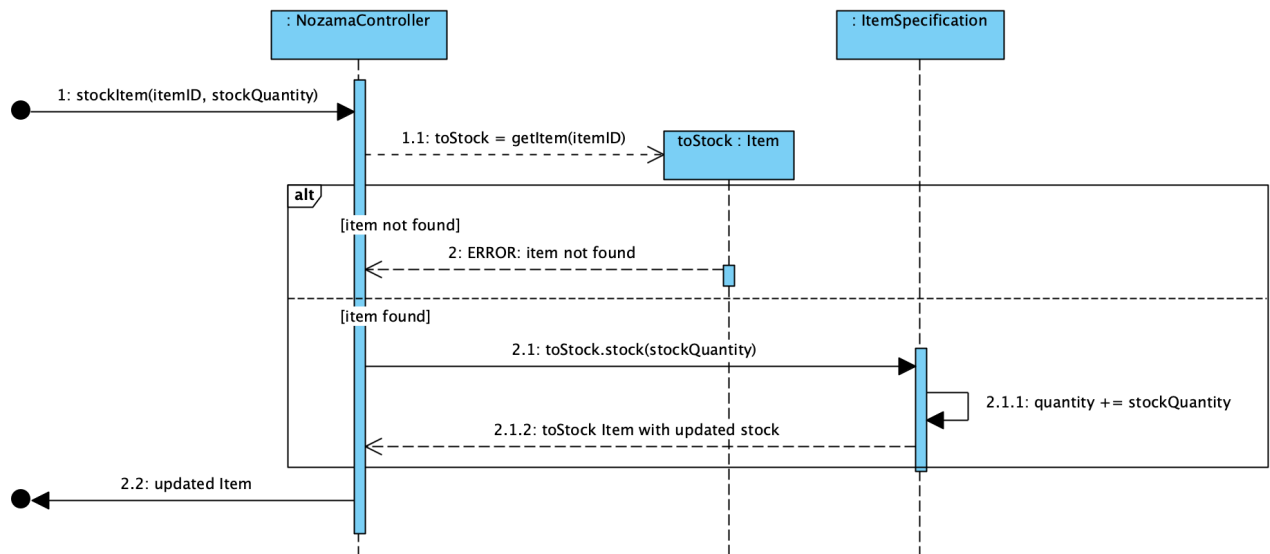 : NozamaController
: ItemSpecification
1: stockItem(itemID, stockQuantity)
1.1: toStock = getItem(itemID)
toStock : Item
alt
[item not found]
2: ERROR: item not found
[item found]
2.1: toStock.stock(stockQuantity)
2.1.1: quantity += stockQuantity
2.1.2: toStock Item with updated stock
2.2: updated Item